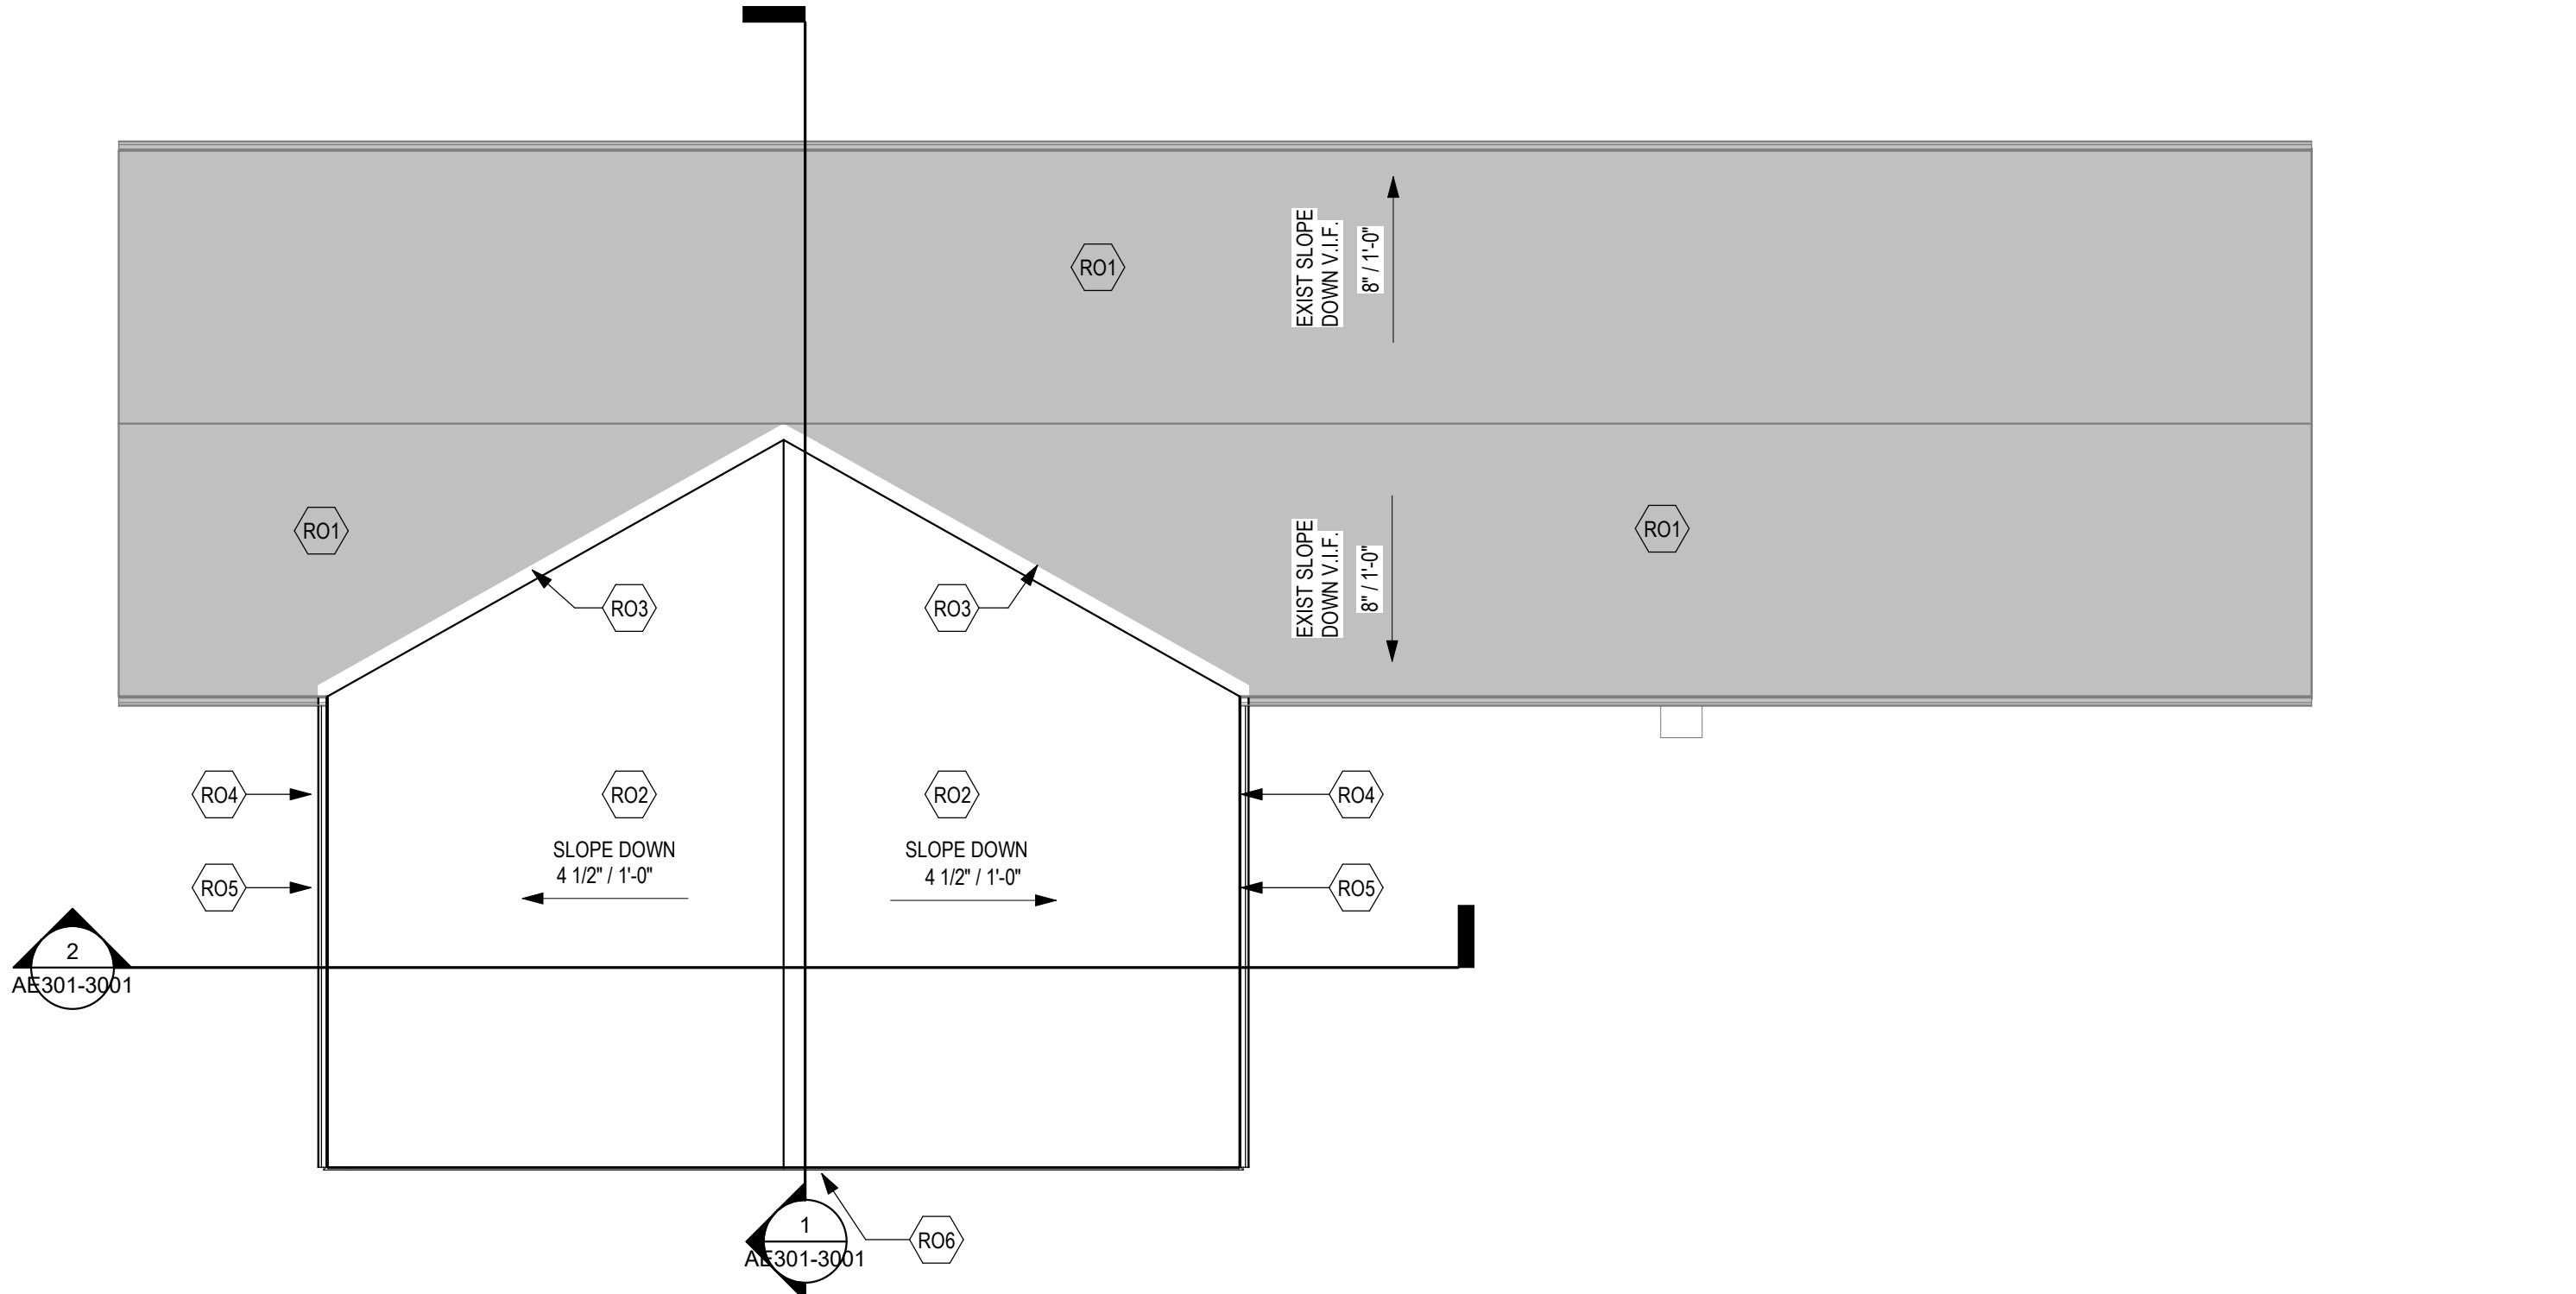 RO1
EXIST SLOPE
DOWN V.I.F.
8" / 1'-0"
RO1
EXIST SLOPE
DOWN V.I.F.
8" / 1'-0"
RO1
RO3
RO3
RO4
RO2
RO2
RO4
SLOPE DOWN
4 1/2" / 1'-0"
SLOPE DOWN
4 1/2" / 1'-0"
RO5
RO5
2
AE301-3001
1
AE301-3001
RO6